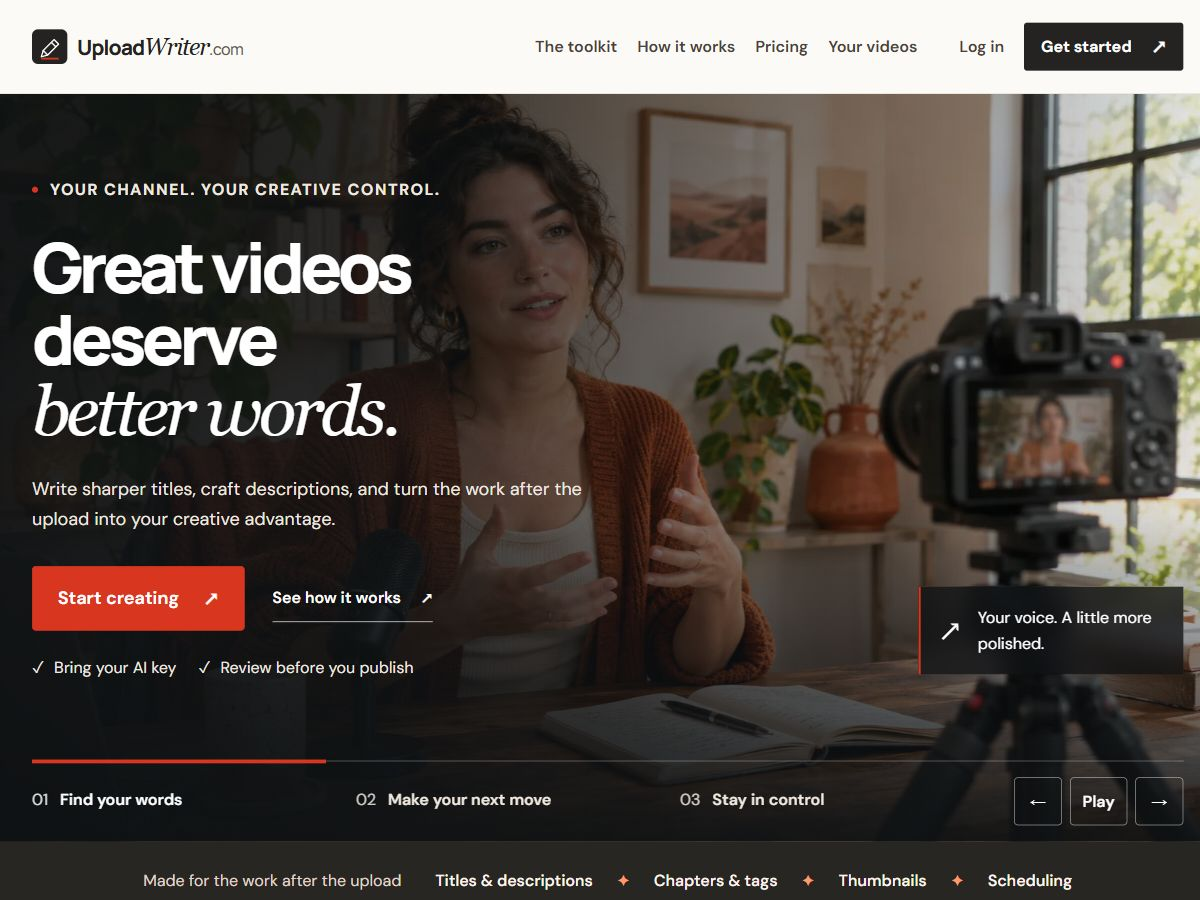 UploadWriter.com
The toolkit How it works Pricing Your videos Log in Get started ↗
YOUR CHANNEL. YOUR CREATIVE CONTROL.
Great videos
deserve
better words.
Write sharper titles, craft descriptions, and turn the work after the
upload into your creative advantage.
Start creating ↗ See how it works ↗
↗ Your voice. A little more
polished.
✓ Bring your AI key ✓ Review before you publish
01 Find your words 02 Make your next move 03 Stay in control ← Play →
Made for the work after the upload Titles & descriptions ✦ Chapters & tags ✦ Thumbnails ✦ Scheduling